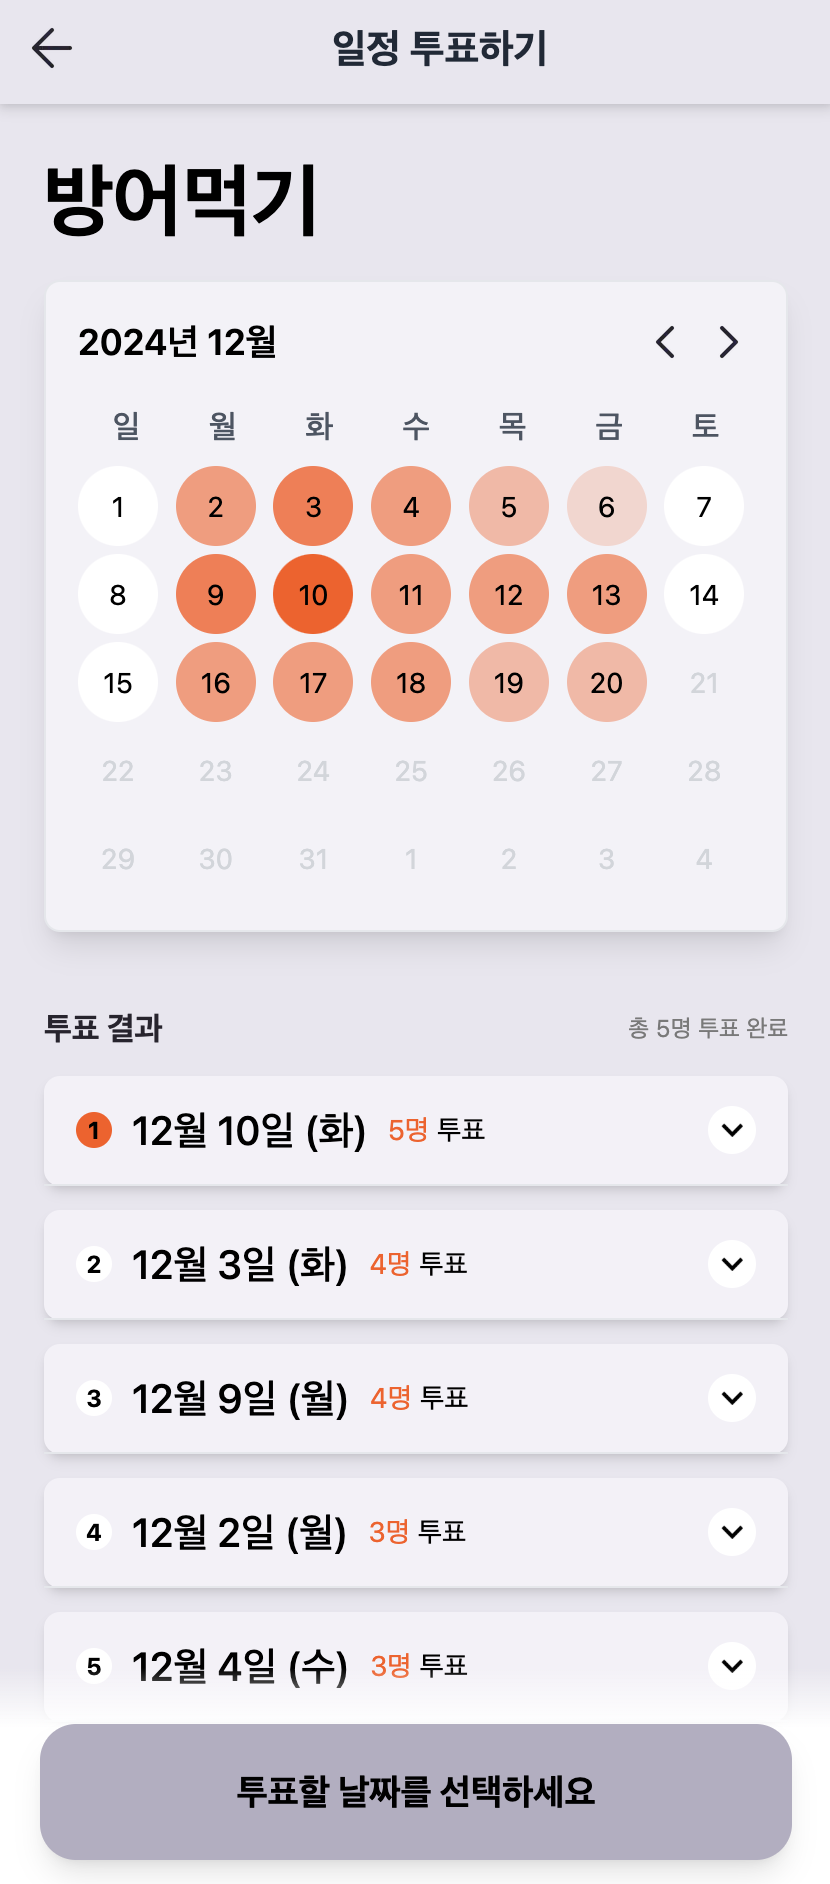 일정 투표하기
방어먹기
2024년 12월
일 월 화 수 목 금 토
1 2 3 4 5 6 7
8 9 10 11 12 13 14
15 16 17 18 19 20 21
22 23 24 25 26 27 28
29 30 31 1 2 3 4
투표 결과 총 5명 투표 완료
1 12월 10일 (화) 5명 투표
2 12월 3일 (화) 4명 투표
3 12월 9일 (월) 4명 투표
4 12월 2일 (월) 3명 투표
5 12월 4일 (수) 3명 투표
투표할 날짜를 선택하세요